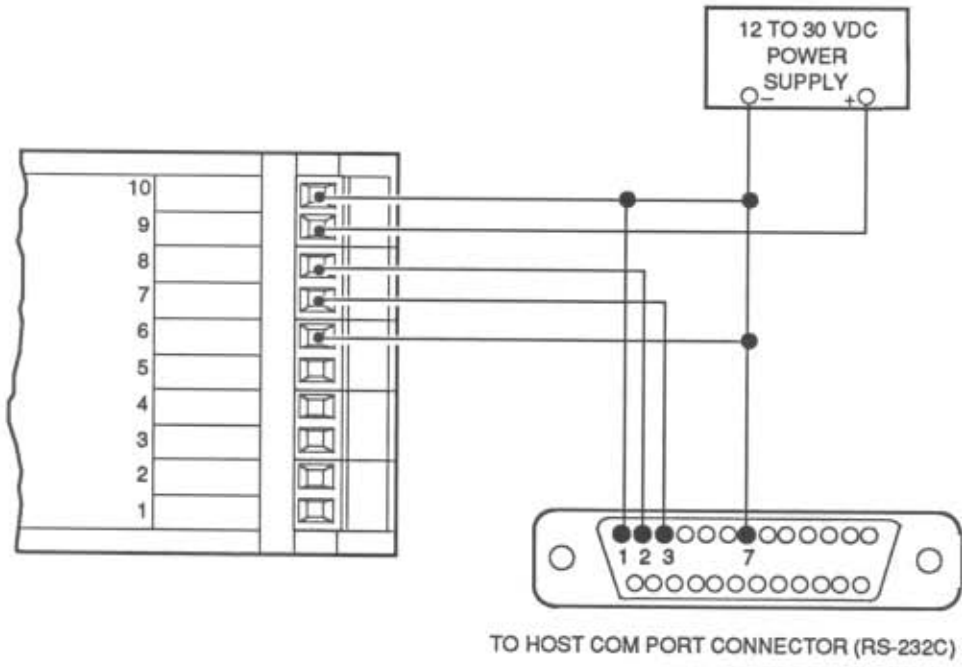 12 TO 30 VDC
POWER
SUPPLY
– +
10
9
8
7
6
5
4
3
2
1
1 2 3 7
TO HOST COM PORT CONNECTOR (RS-232C)